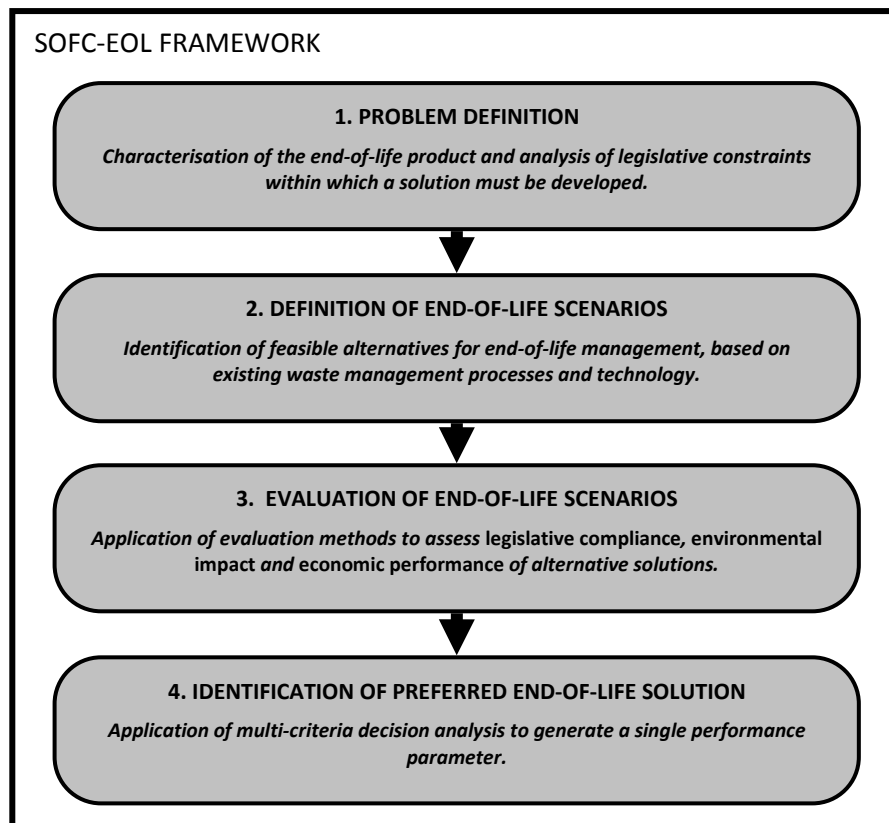 SOFC-EOL FRAMEWORK
1. PROBLEM DEFINITION
Characterisation of the end-of-life product and analysis of legislative constraints
within which a solution must be developed.
2. DEFINITION OF END-OF-LIFE SCENARIOS
Identification of feasible alternatives for end-of-life management, based on
existing waste management processes and technology.
3. EVALUATION OF END-OF-LIFE SCENARIOS
Application of evaluation methods to assess legislative compliance, environmental
impact and economic performance of alternative solutions.
4. IDENTIFICATION OF PREFERRED END-OF-LIFE SOLUTION
Application of multi-criteria decision analysis to generate a single performance
parameter.